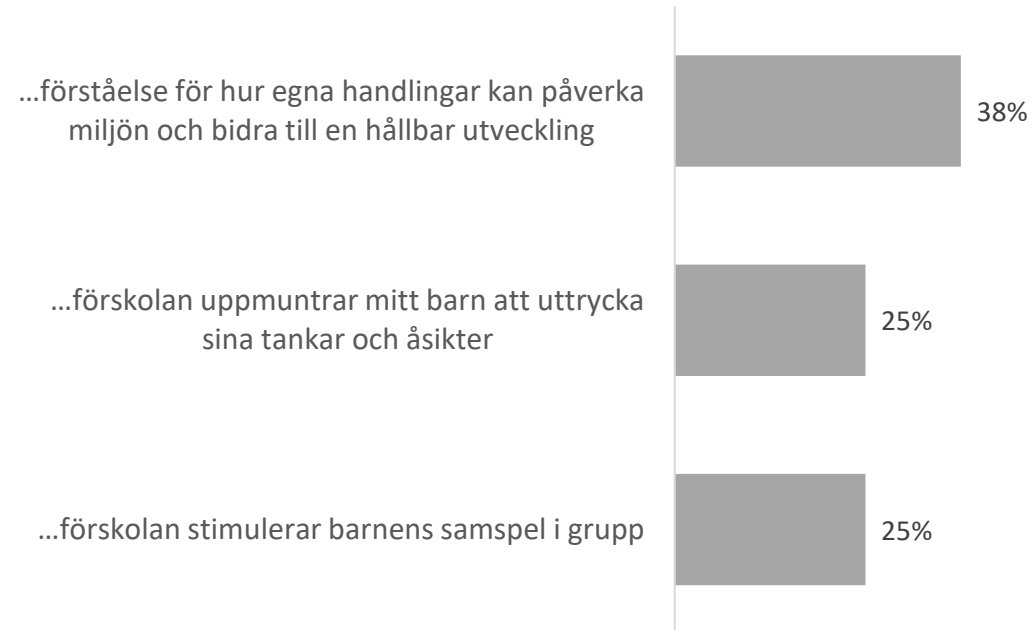 ...förståelse för hur egna handlingar kan påverka
miljön och bidra till en hållbar utveckling
38%
...förskolan uppmuntrar mitt barn att uttrycka
sina tankar och åsikter
25%
...förskolan stimulerar barnens samspel i grupp
25%